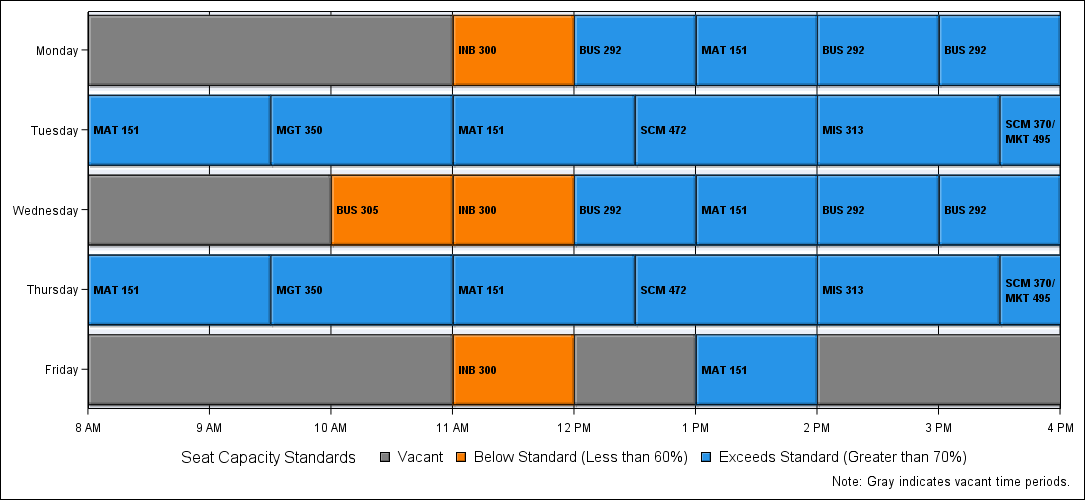 Monday
INB 300
BUS 292
MAT 151
BUS 292
BUS 292
Tuesday
MAT 151
MGT 350
MAT 151
SCM 472
MIS 313
SCM 370/
MKT 495
Wednesday
BUS 305
INB 300
BUS 292
MAT 151
BUS 292
BUS 292
Thursday
MAT 151
MGT 350
MAT 151
SCM 472
MIS 313
SCM 370/
MKT 495
Friday
INB 300
MAT 151
8 AM
9 AM
10 AM
11 AM
12 PM
1 PM
2 PM
3 PM
4 PM
Seat Capacity Standards
Vacant
Below Standard (Less than 60%)
Exceeds Standard (Greater than 70%)
Note: Gray indicates vacant time periods.